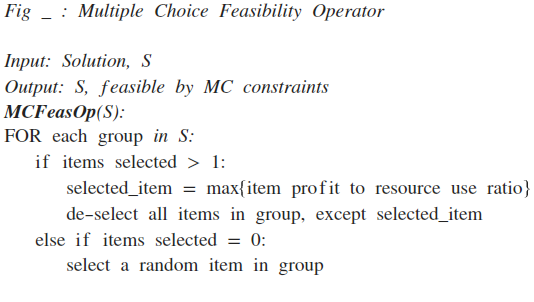 Fig _ : Multiple Choice Feasibility Operator
Input: Solution, S
Output: S, feasible by MC constraints
MCFeasOp(S):
FOR each group in S:
if items selected > 1:
selected_item = max{item profit to resource use ratio}
de-select all items in group, except selected_item
else if items selected = 0:
select a random item in group